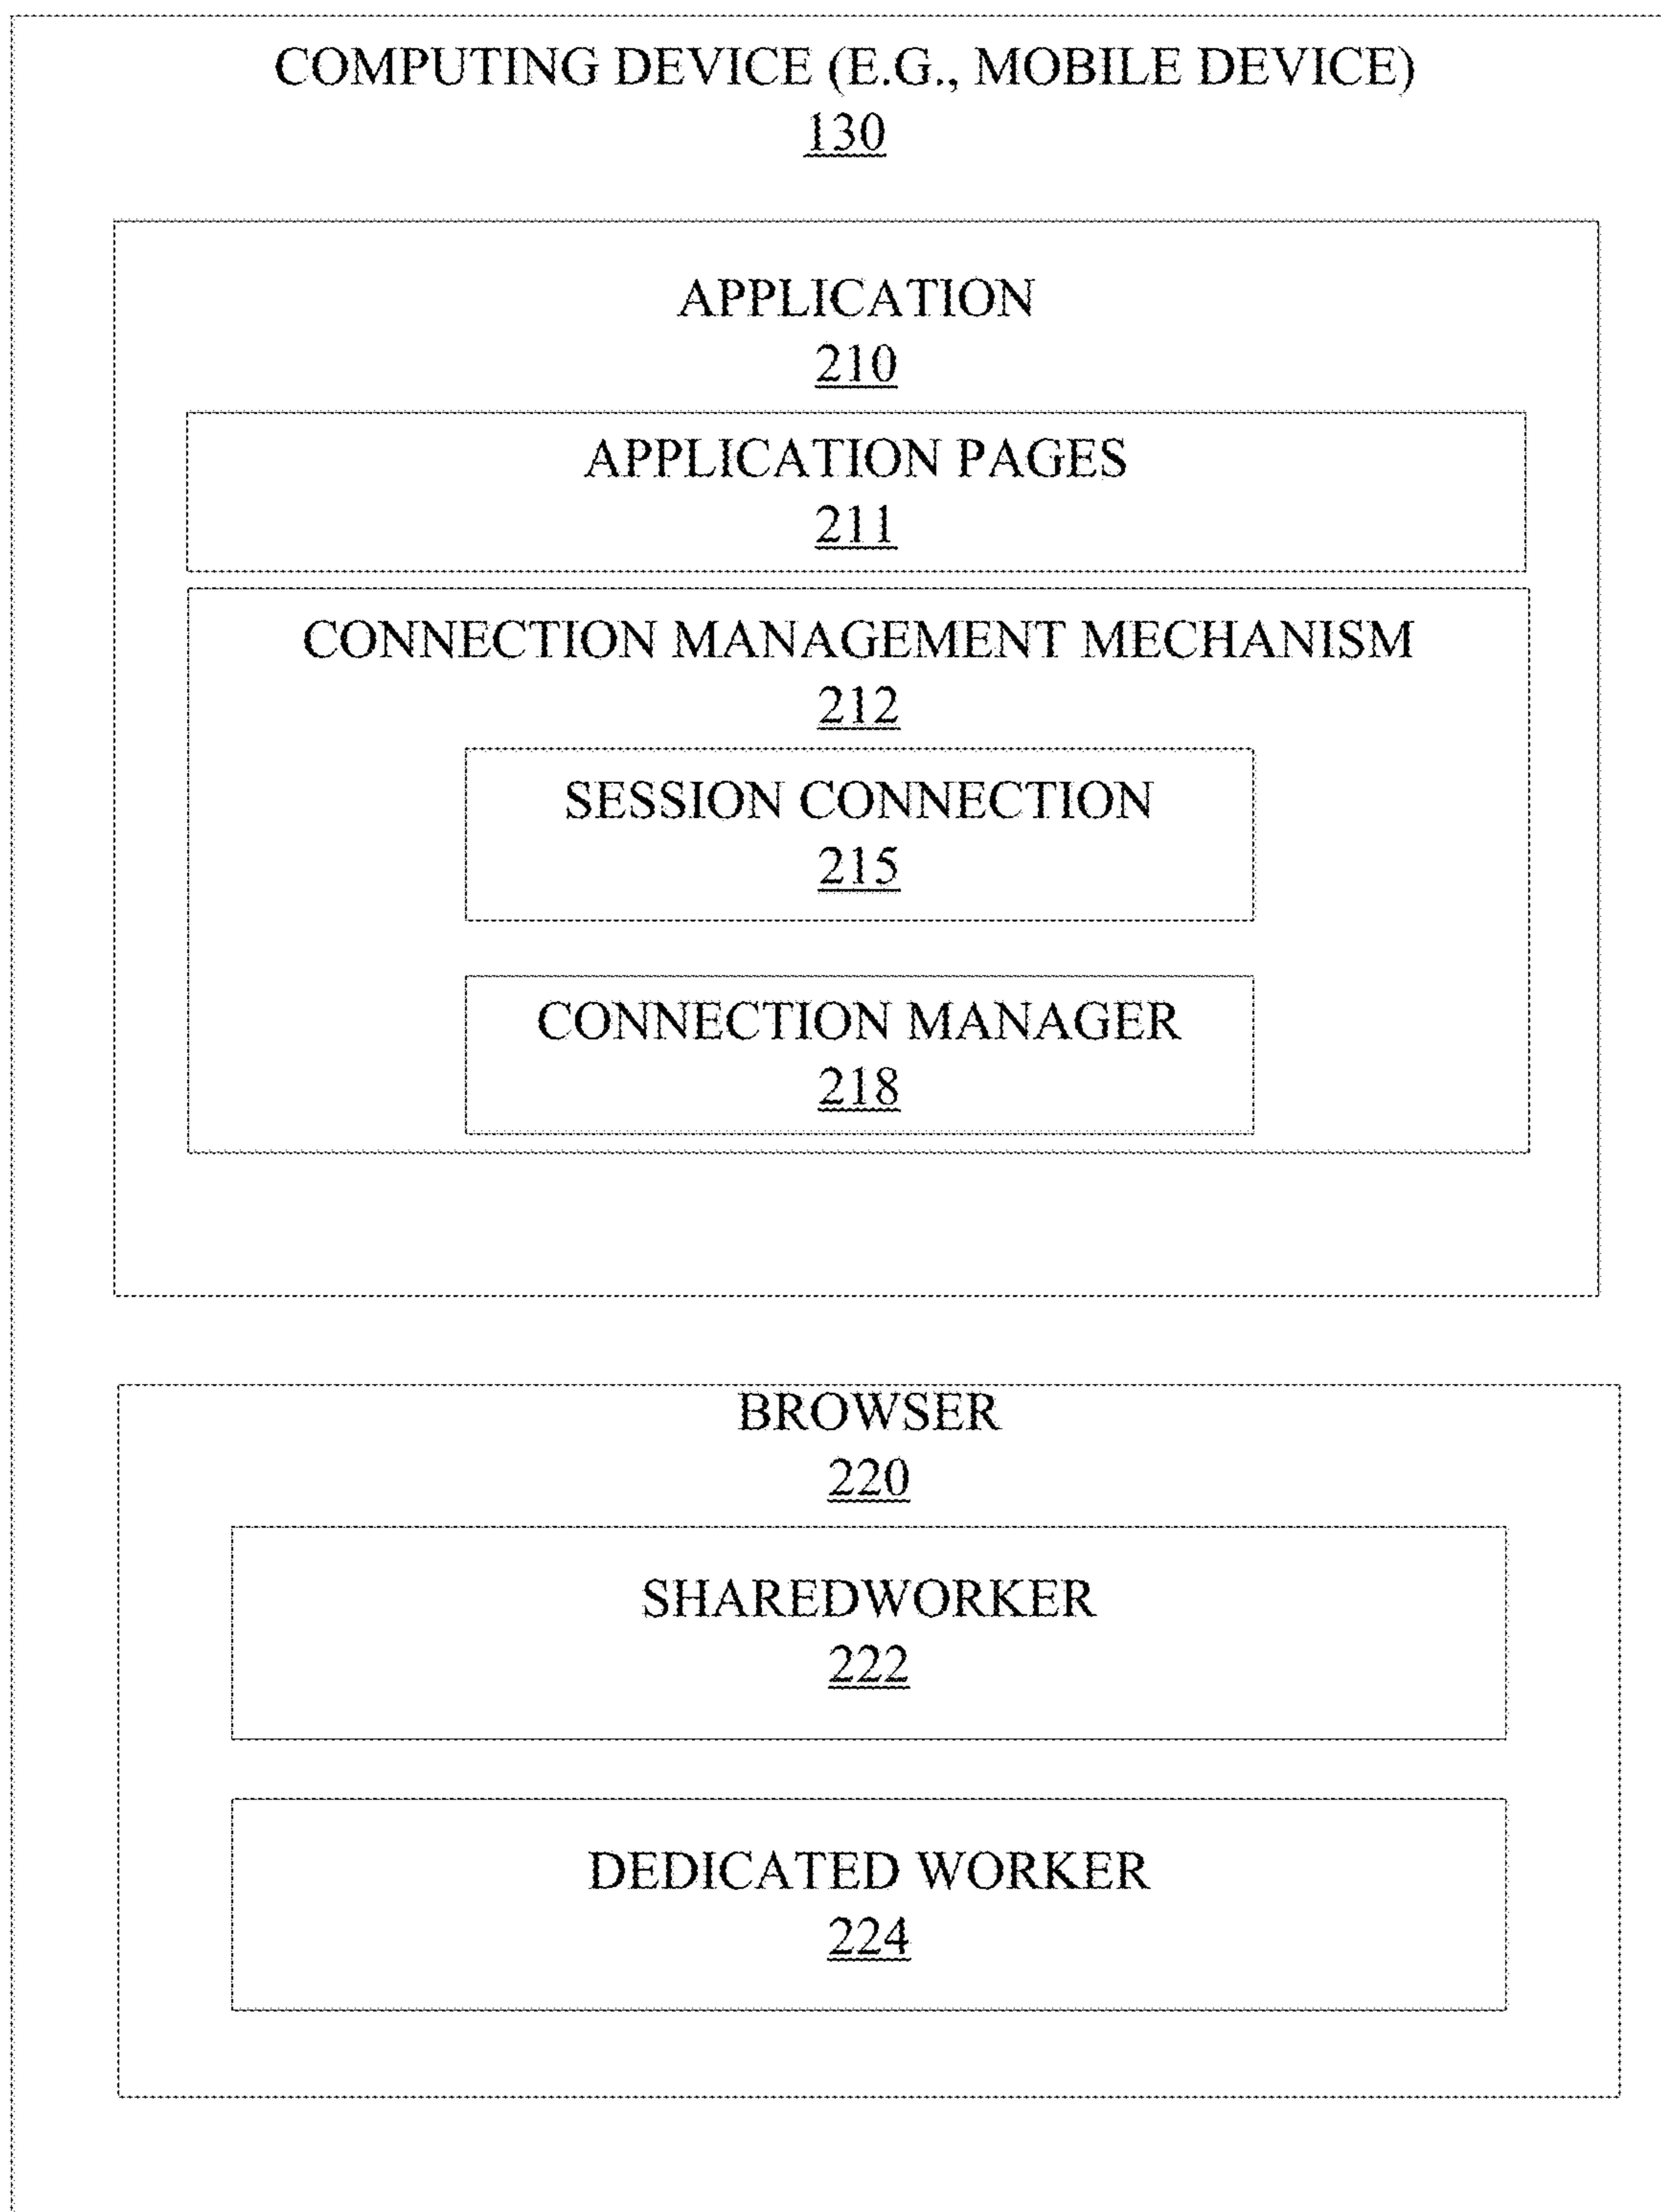 COMPUTING DEVICE (E.G., MOBILE DEVICE)
130
APPLICATION
210
APPLICATION PAGES
211
CONNECTION MANAGEMENT MECHANISM
212
SESSION CONNECTION
215
CONNECTION MANAGER
218
BROWSER
220
SHAREDWORKER
222
DEDICATED WORKER
224